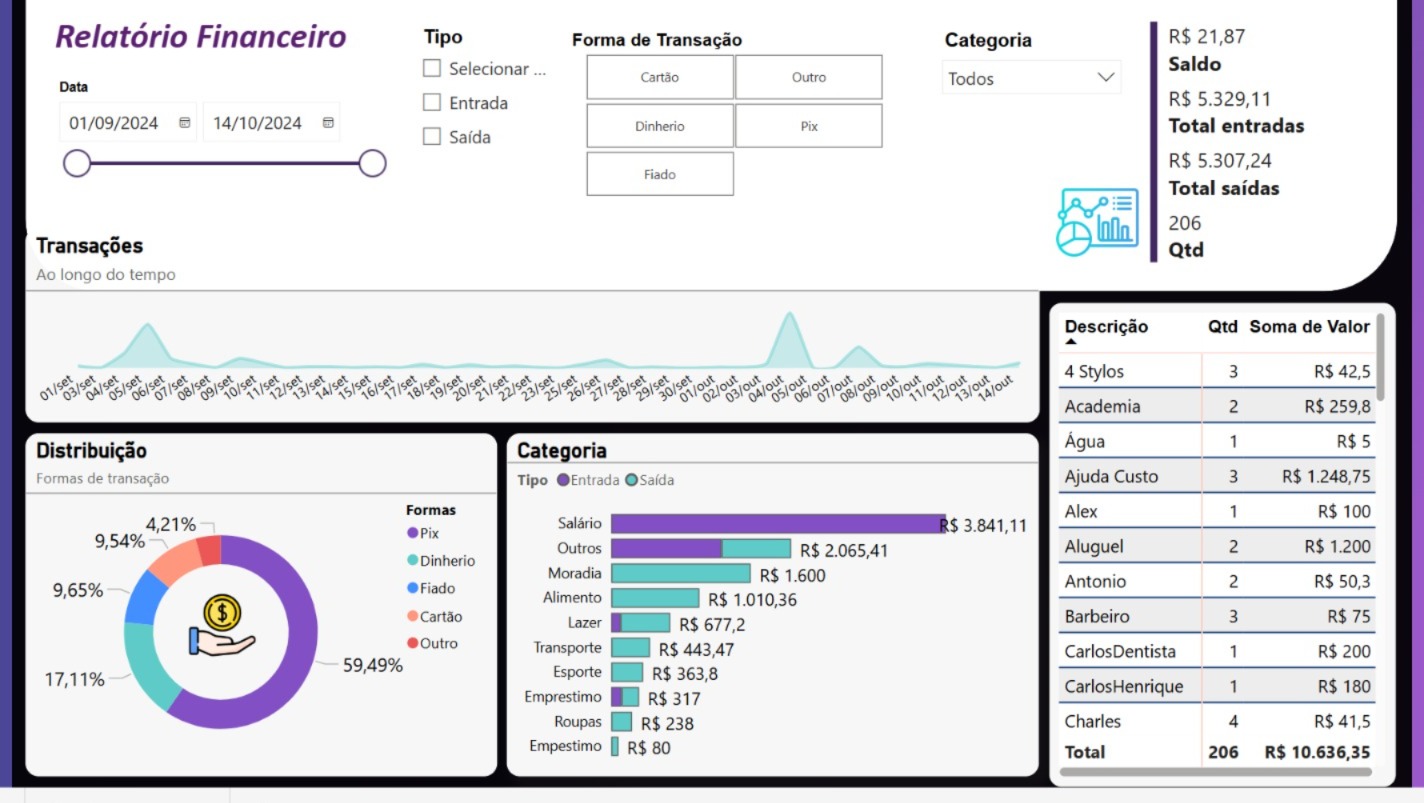 Relatório Financeiro
Data
01/09/2024
14/10/2024
Tipo
Selecionar ...
Entrada
Saída
Forma de Transação
Cartão
Outro
Dinherio
Pix
Fiado
Categoria
Todos
R$ 21,87
Saldo
R$ 5.329,11
Total entradas
R$ 5.307,24
Total saídas
206
Qtd
Transações
Ao longo do tempo
01/set
03/set
04/set
05/set
06/set
07/set
08/set
09/set
10/set
11/set
12/set
13/set
14/set
15/set
16/set
17/set
18/set
19/set
20/set
21/set
22/set
23/set
25/set
26/set
27/set
28/set
29/set
30/set
01/out
02/out
03/out
04/out
05/out
06/out
07/out
08/out
09/out
10/out
11/out
12/out
13/out
14/out
Distribuição
Formas de transação
4,21%
9,54%
9,65%
17,11%
59,49%
Formas
Pix
Dinherio
Fiado
Cartão
Outro
$
Categoria
Tipo Entrada Saída
Salário R$ 3.841,11
Outros R$ 2.065,41
Moradia R$ 1.600
Alimento R$ 1.010,36
Lazer R$ 677,2
Transporte R$ 443,47
Esporte R$ 363,8
Emprestimo R$ 317
Roupas R$ 238
Empestimo R$ 80
Descrição Qtd Soma de Valor
4 Stylos 3 R$ 42,5
Academia 2 R$ 259,8
Água 1 R$ 5
Ajuda Custo 3 R$ 1.248,75
Alex 1 R$ 100
Aluguel 2 R$ 1.200
Antonio 2 R$ 50,3
Barbeiro 3 R$ 75
CarlosDentista 1 R$ 200
CarlosHenrique 1 R$ 180
Charles 4 R$ 41,5
Total 206 R$ 10.636,35